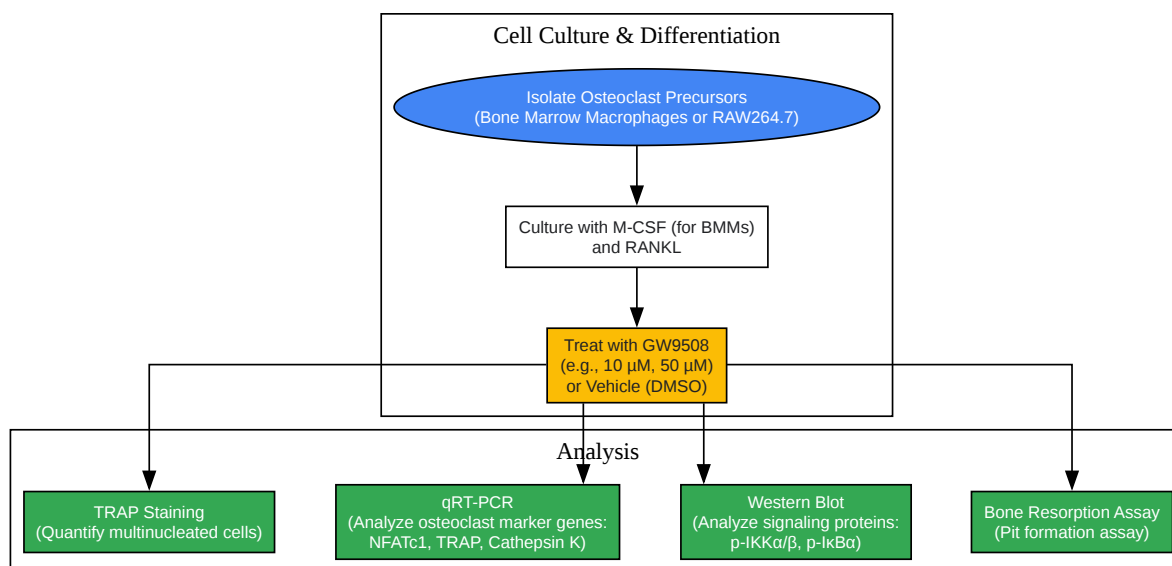 Cell Culture & Differentiation
Isolate Osteoclast Precursors
(Bone Marrow Macrophages or RAW264.7)
Culture with M-CSF (for BMMs)
and RANKL
Treat with GW9508
(e.g., 10 µM, 50 µM)
or Vehicle (DMSO)
Analysis
TRAP Staining
(Quantify multinucleated cells)
qRT-PCR
(Analyze osteoclast marker genes:
NFATc1, TRAP, Cathepsin K)
Western Blot
(Analyze signaling proteins:
p-IKKα/β, p-IκBα)
Bone Resorption Assay
(Pit formation assay)